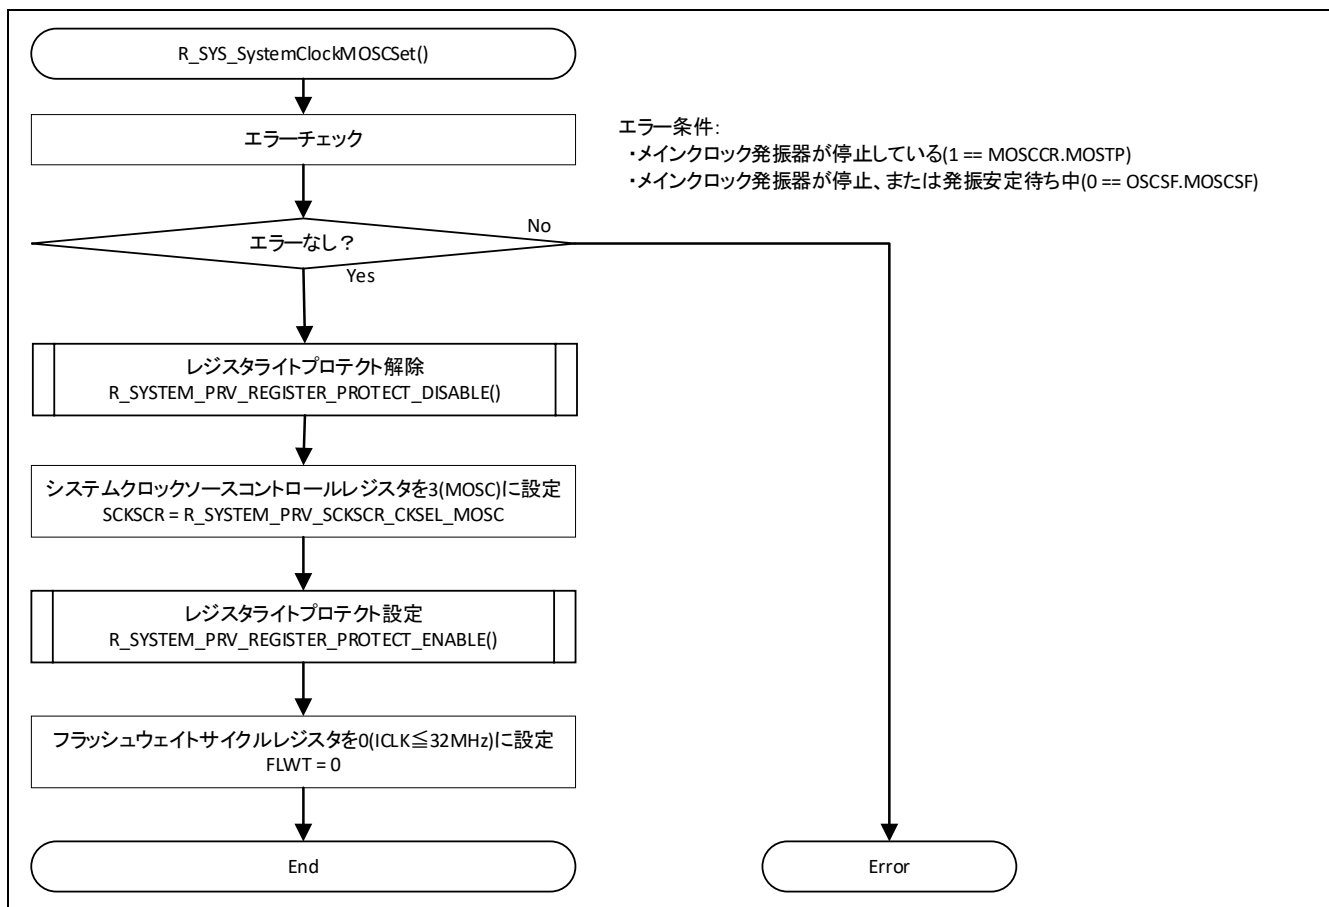 R_SYS_SystemClockMOSCSet()
エラーチェック
エラー条件:
・メインクロック発振器が停止している(1 == MOSCCR.MOSTP)
・メインクロック発振器が停止、または発振安定待ち中(0 == OSCSF.MOSCSF)
エラーなし？
No
Yes
レジスタライトプロテクト解除
R_SYSTEM_PRV_REGISTER_PROTECT_DISABLE()
システムクロックソースコントロールレジスタを3(MOSC)に設定
SCKSCR = R_SYSTEM_PRV_SCKSCR_CKSEL_MOSC
レジスタライトプロテクト設定
R_SYSTEM_PRV_REGISTER_PROTECT_ENABLE()
フラッシュウェイトサイクルレジスタを0(ICLK≦32MHz)に設定
FLWT = 0
End
Error